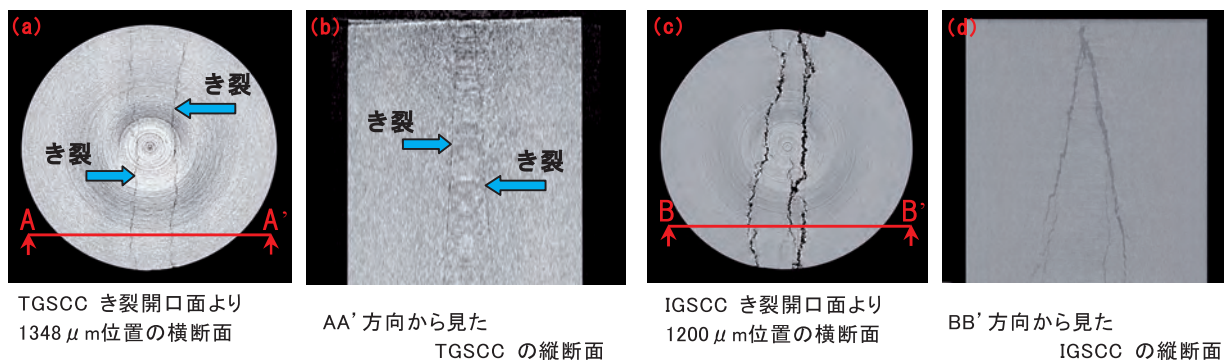 (a)
き裂
き裂
A
A'
TGSCC き裂開口面より
1348μm位置の横断面
(b)
き裂
き裂
AA'方向から見た
TGSCC の縦断面
(c)
B
B'
IGSCC き裂開口面より
1200μm位置の横断面
(d)
BB'方向から見た
IGSCC の縦断面